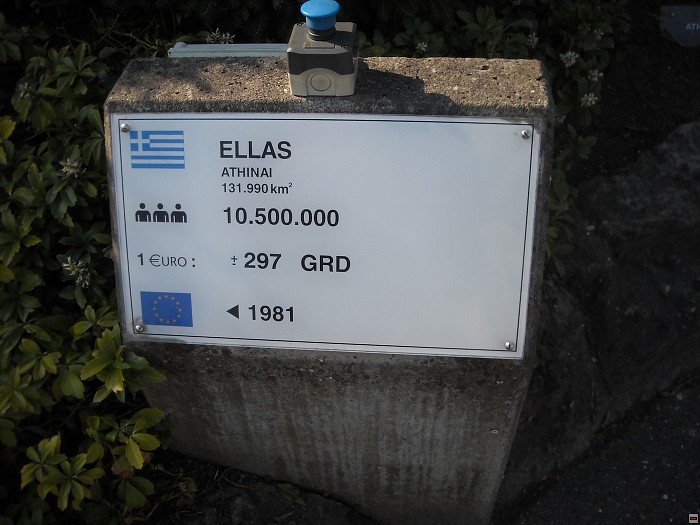 ELLAS
ATHINAI
131.990 km²
10.500.000
1 €URO : ± 297 GRD
◄ 1981